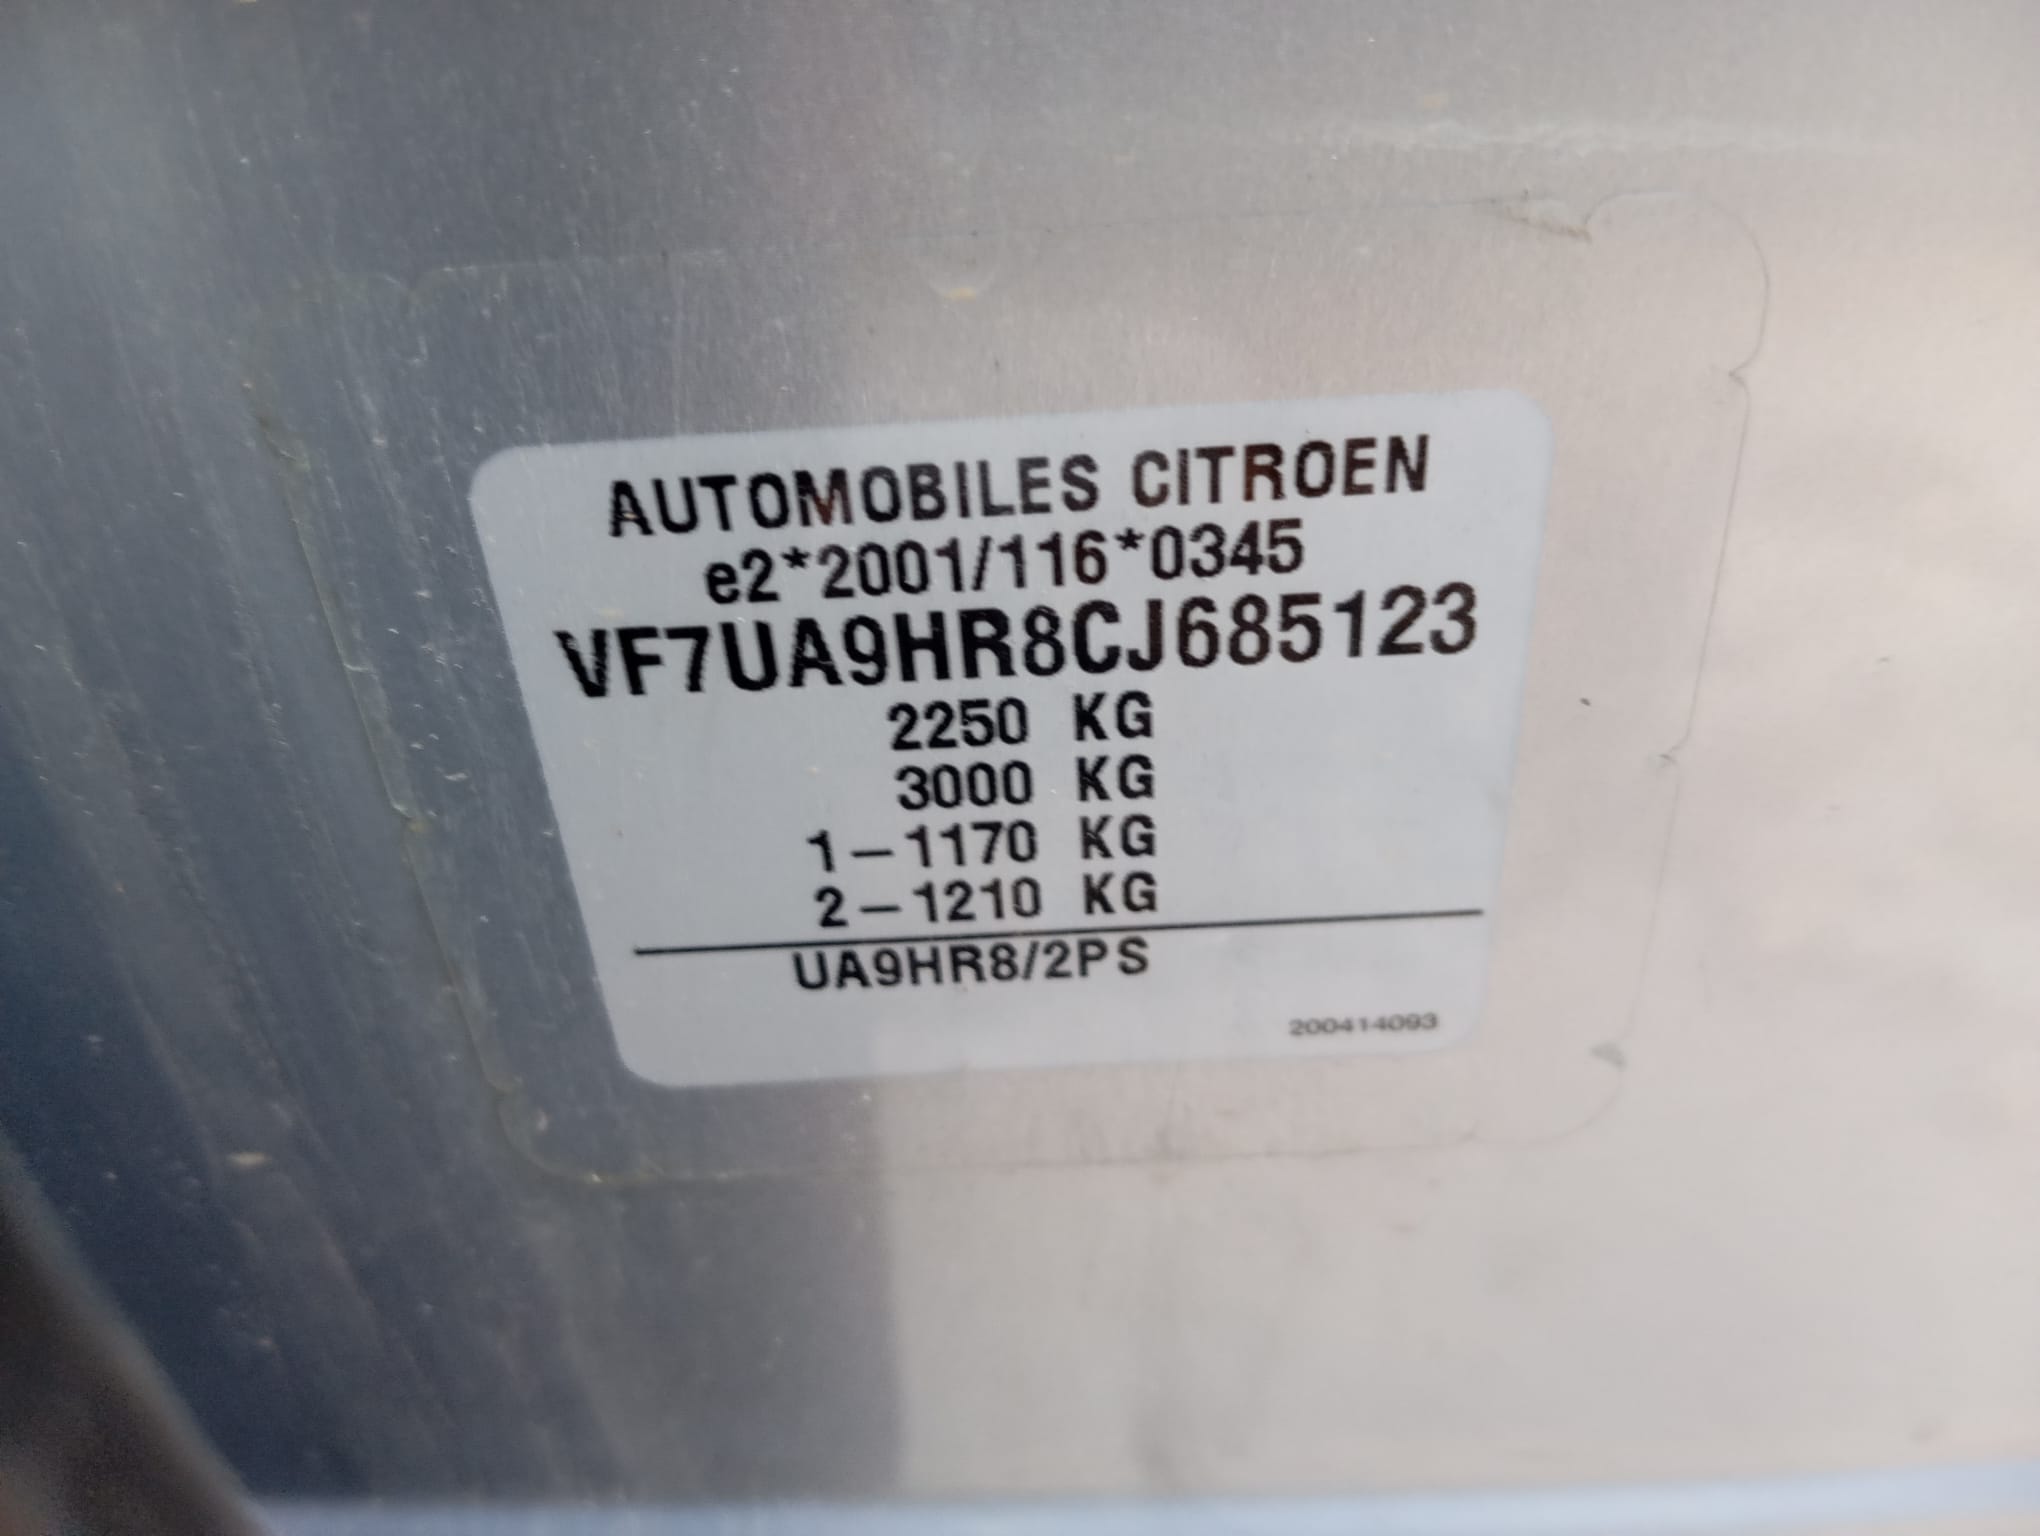 AUTOMOBILES CITROEN
e2*2001/116*0345
VF7UA9HR8CJ685123
2250 KG
3000 KG
1-1170 KG
2-1210 KG
UA9HR8/2PS
200414093